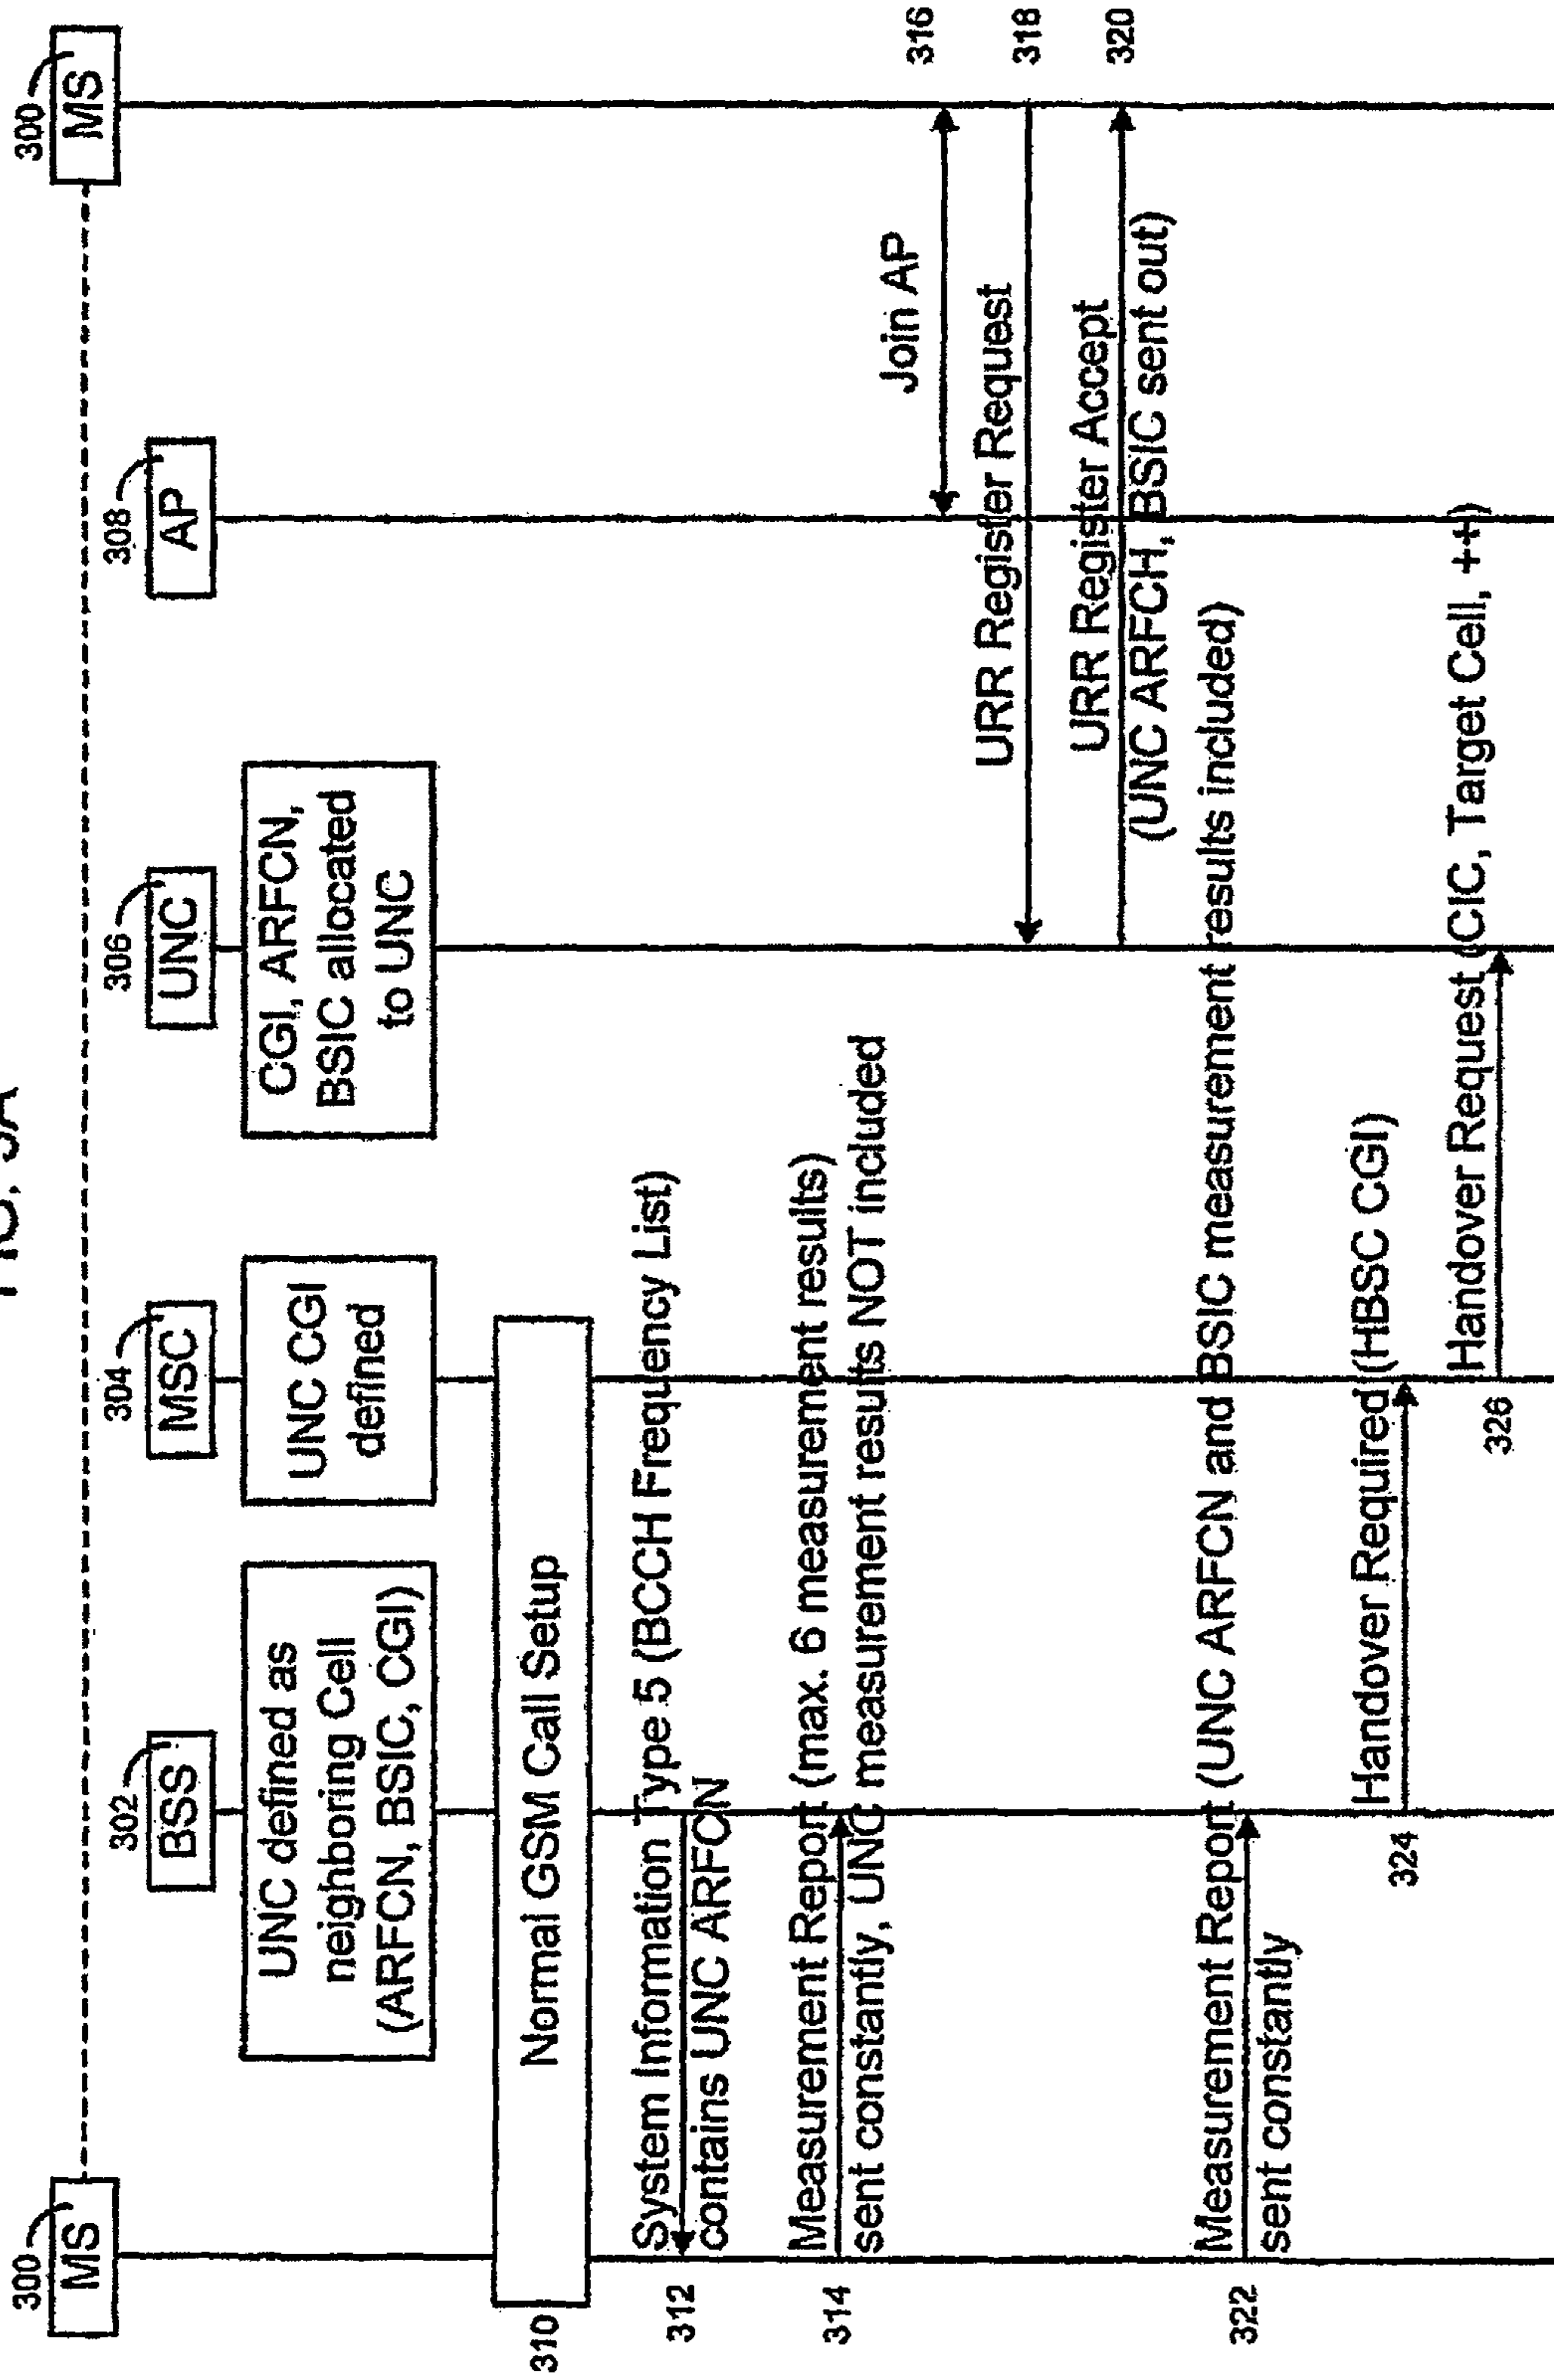 FIG. 3A
300
MS
302
BSS
304
MSC
306
UNC
308
AP
300
MS
UNC defined as
neighboring Cell
(ARFCN, BSIC, CGI)
UNC CGI
defined
CGI, ARFCN,
BSIC allocated
to UNC
310
Normal GSM Call Setup
312
System Information Type 5 (BCCH Frequency List)
contains UNC ARFCN
314
Measurement Report (max. 6 measurement results)
sent constantly, UNC measurement results NOT included
Join AP
316
URR Register Request
318
URR Register Accept
320
(UNC ARFCH, BSIC sent out)
322
Measurement Report (UNC ARFCN and BSIC measurement results included)
sent constantly
Handover Required (HBSC CGI)
324
Handover Request (CIC, Target Cell, ++)
326